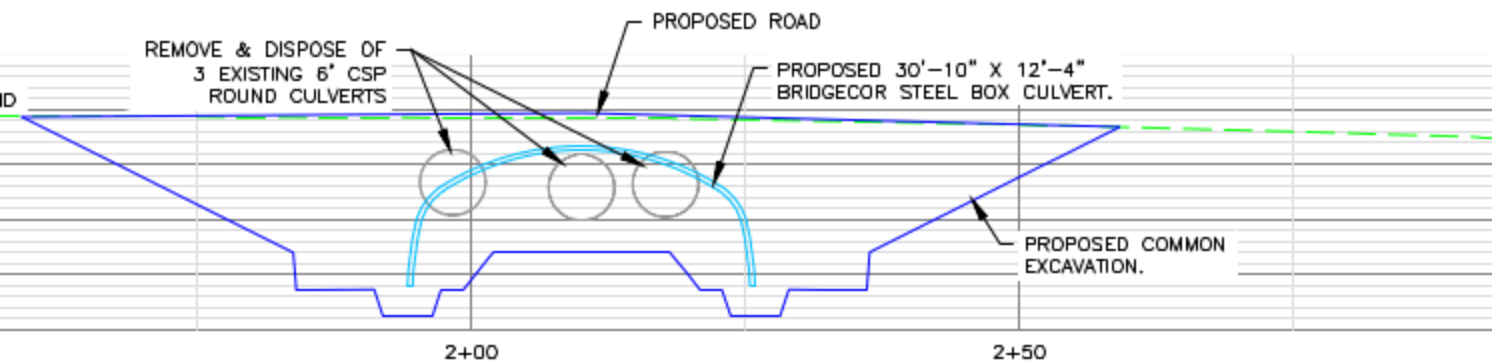 PROPOSED ROAD
REMOVE & DISPOSE OF
3 EXISTING 6' CSP
ROUND CULVERTS
PROPOSED 30'-10" X 12'-4"
BRIDGECOR STEEL BOX CULVERT.
PROPOSED COMMON
EXCAVATION.
2+00
2+50